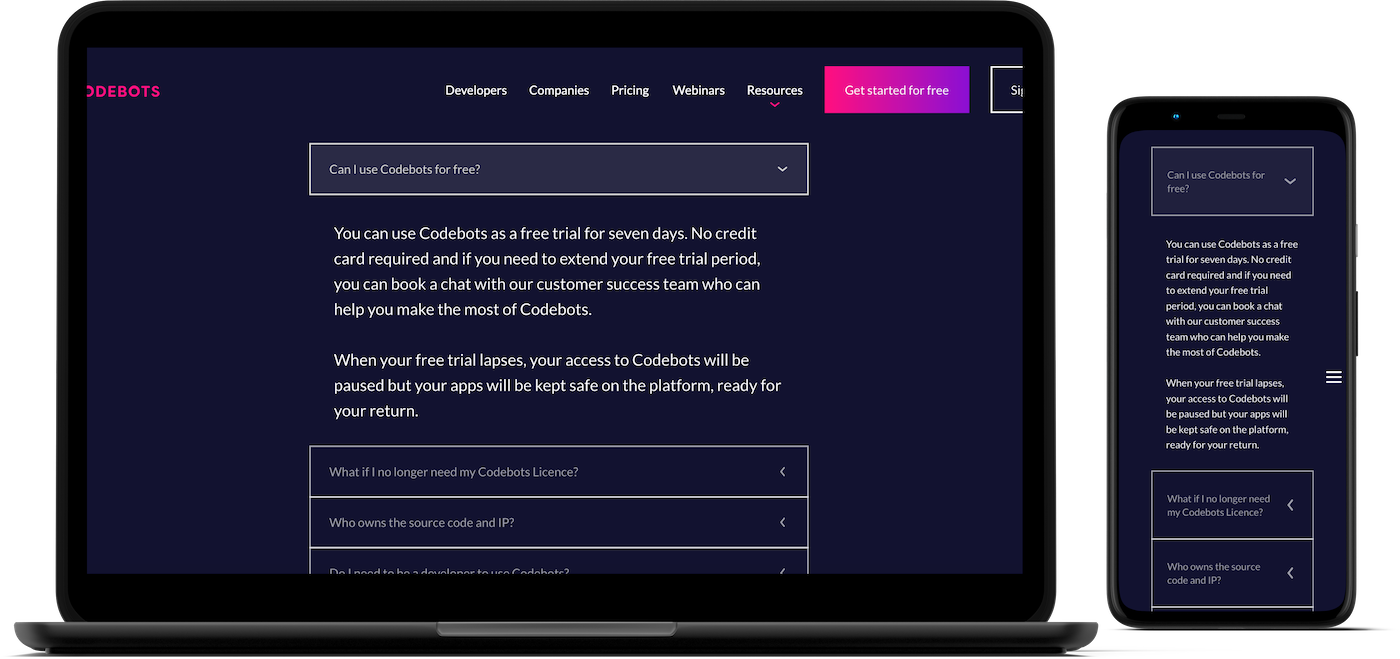 ODEBOTS
Developers
Companies
Pricing
Webinars
Resources
Get started for free
Can I use Codebots for free?
You can use Codebots as a free trial for seven days. No credit
card required and if you need to extend your free trial period,
you can book a chat with our customer success team who can
help you make the most of Codebots.
When your free trial lapses, your access to Codebots will be
paused but your apps will be kept safe on the platform, ready for
your return.
What if I no longer need my Codebots Licence?
Who owns the source code and IP?
Do I need to be a developer to use Codebots?
Can I use Codebots for
free?
You can use Codebots as a free
trial for seven days. No credit
card required and if you need
to extend your free trial
period, you can book a chat
with our customer success
team who can help you make
the most of Codebots.
When your free trial lapses,
your access to Codebots will
be paused but your apps will
be kept safe on the platform,
ready for your return.
What if I no longer need
my Codebots Licence?
Who owns the source
code and IP?